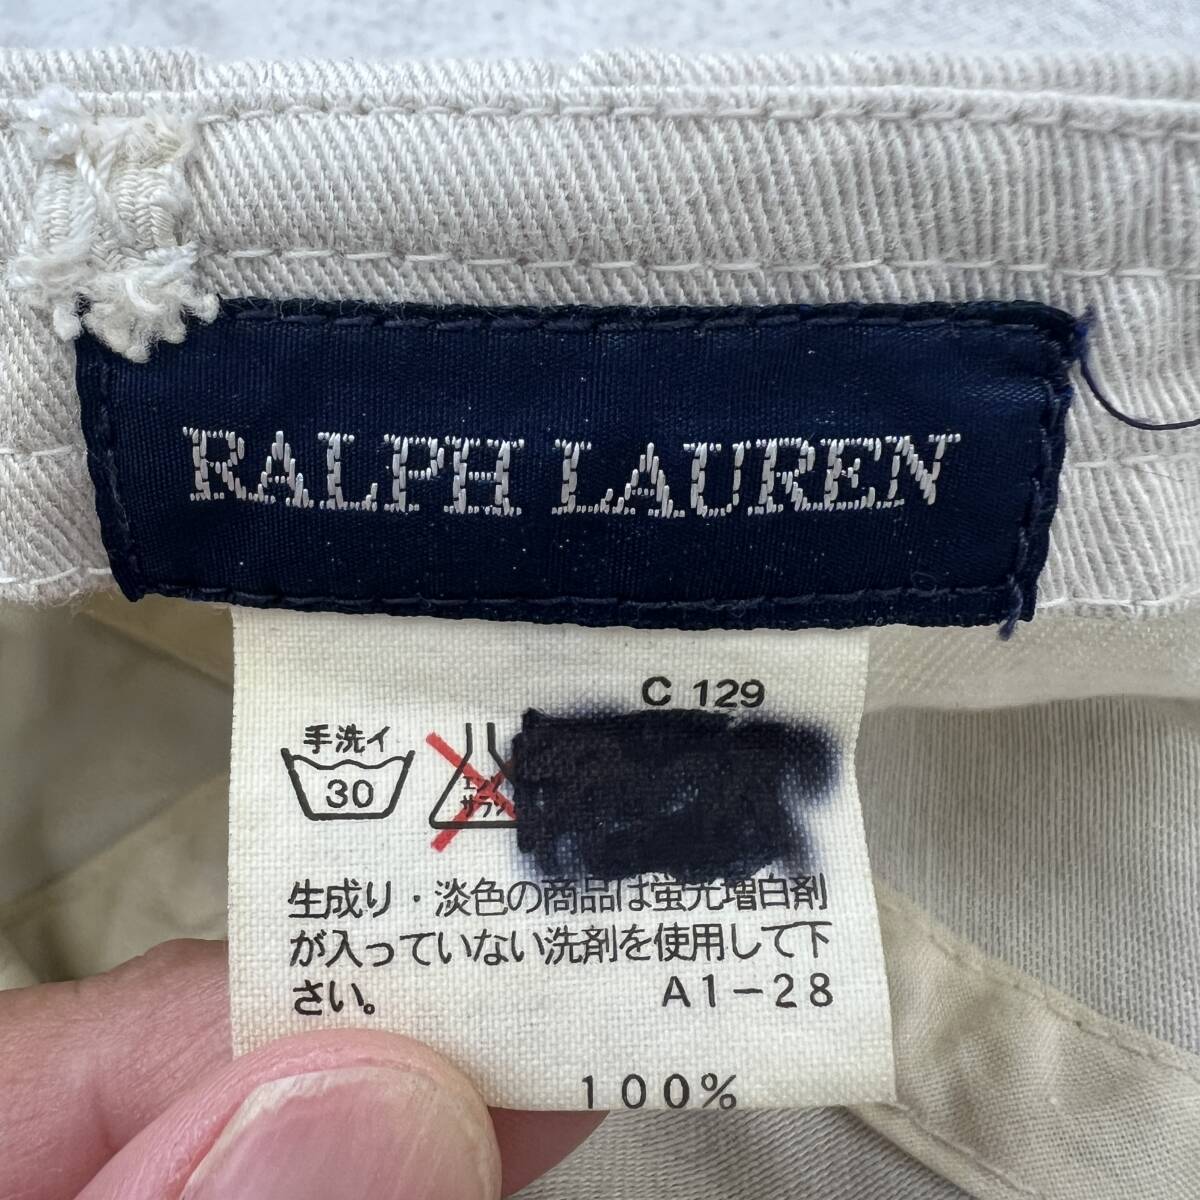 RALPH LAUREN
C 129
手洗イ
30
生成り・淡色の商品は蛍光増白剤
が入っていない洗剤を使用して下
さい。 A1-28
100%